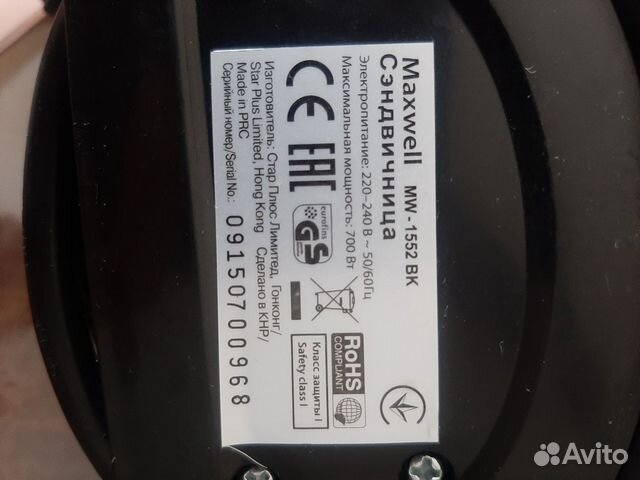 Maxwell MW - 1552 BK
Сэндвичница
Электропитание: 220–240 В ~ 50/60Гц
Максимальная мощность: 700 Вт
CE EAC
eurofins
GS
RoHS
COMPLIANT
Класс защиты I
Safety class I
Изготовитель: Стар Плюс Лимитед, Гонконг/
Star Plus Limited, Hong Kong Сделано в КНР/
Made in PRC
Серийный номер/Serial No.: 09150700968
Avito